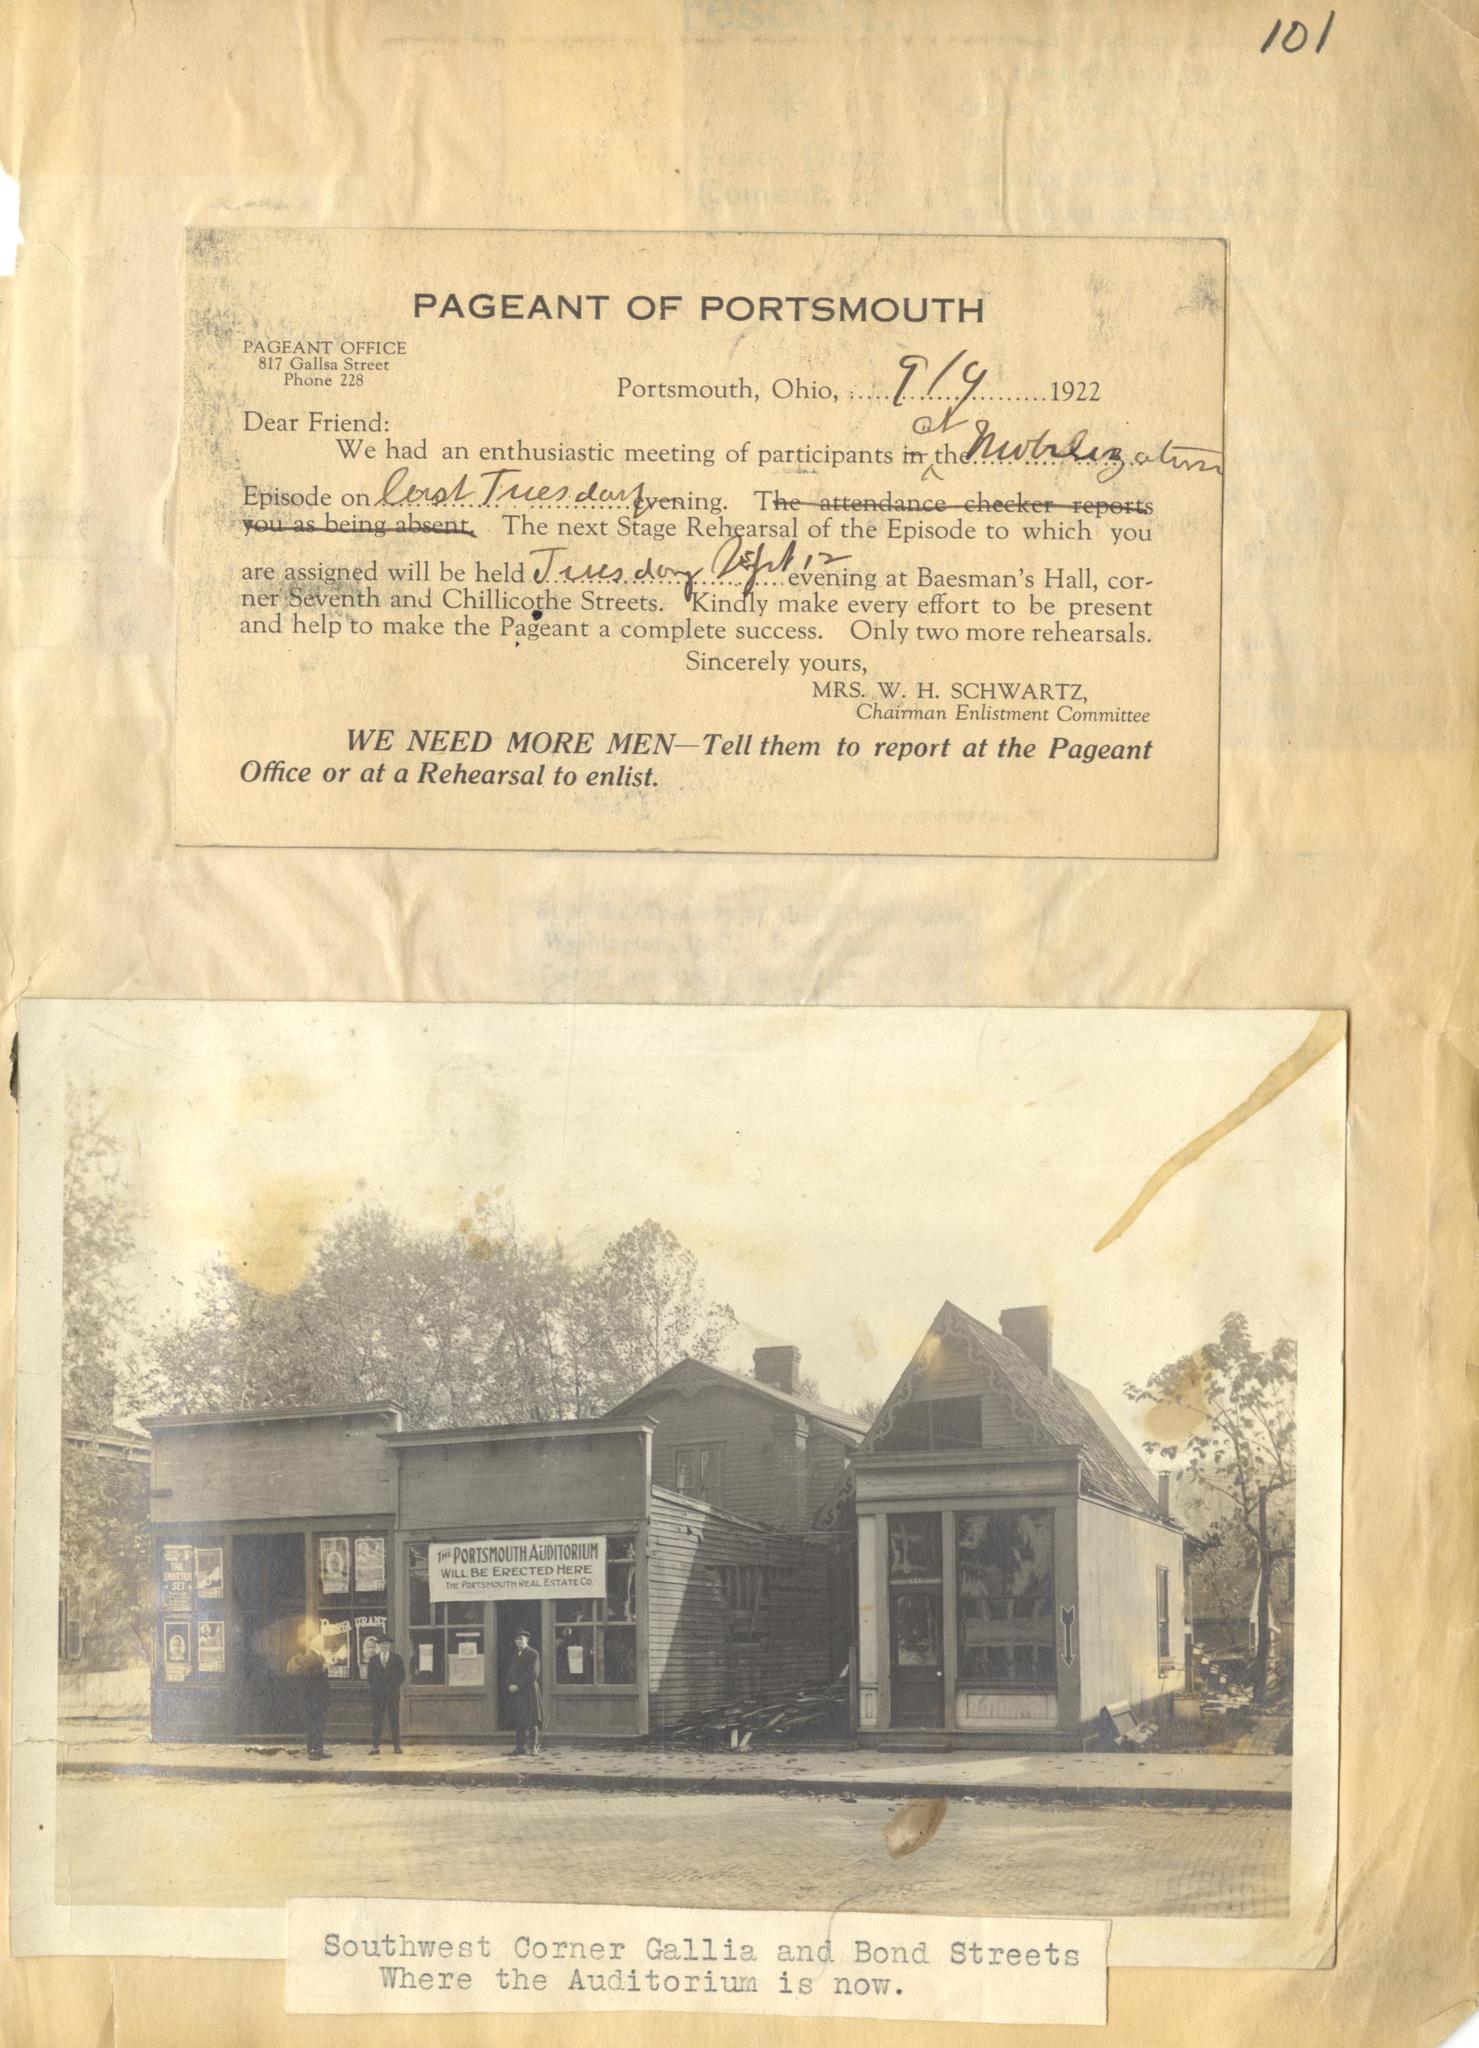 101
PAGEANT OF PORTSMOUTH
PAGEANT OFFICE
817 Gallsa Street
Phone 228
Portsmouth, Ohio, 9/9 1922
Dear Friend:
at
We had an enthusiastic meeting of participants in the Mobilization
Episode on last Tuesday evening. The attendance checker reports
you as being absent. The next Stage Rehearsal of the Episode to which you
are assigned will be held Tuesday Sept 12 evening at Baesman's Hall, cor-
ner Seventh and Chillicothe Streets. Kindly make every effort to be present
and help to make the Pageant a complete success. Only two more rehearsals.
Sincerely yours,
MRS. W. H. SCHWARTZ,
Chairman Enlistment Committee
WE NEED MORE MEN—Tell them to report at the Pageant
Office or at a Rehearsal to enlist.
THE PORTSMOUTH AUDITORIUM
WILL BE ERECTED HERE
THE PORTSMOUTH REAL ESTATE CO.
THE
SMARTER
SET
RESTAURANT
Southwest Corner Gallia and Bond Streets
Where the Auditorium is now.